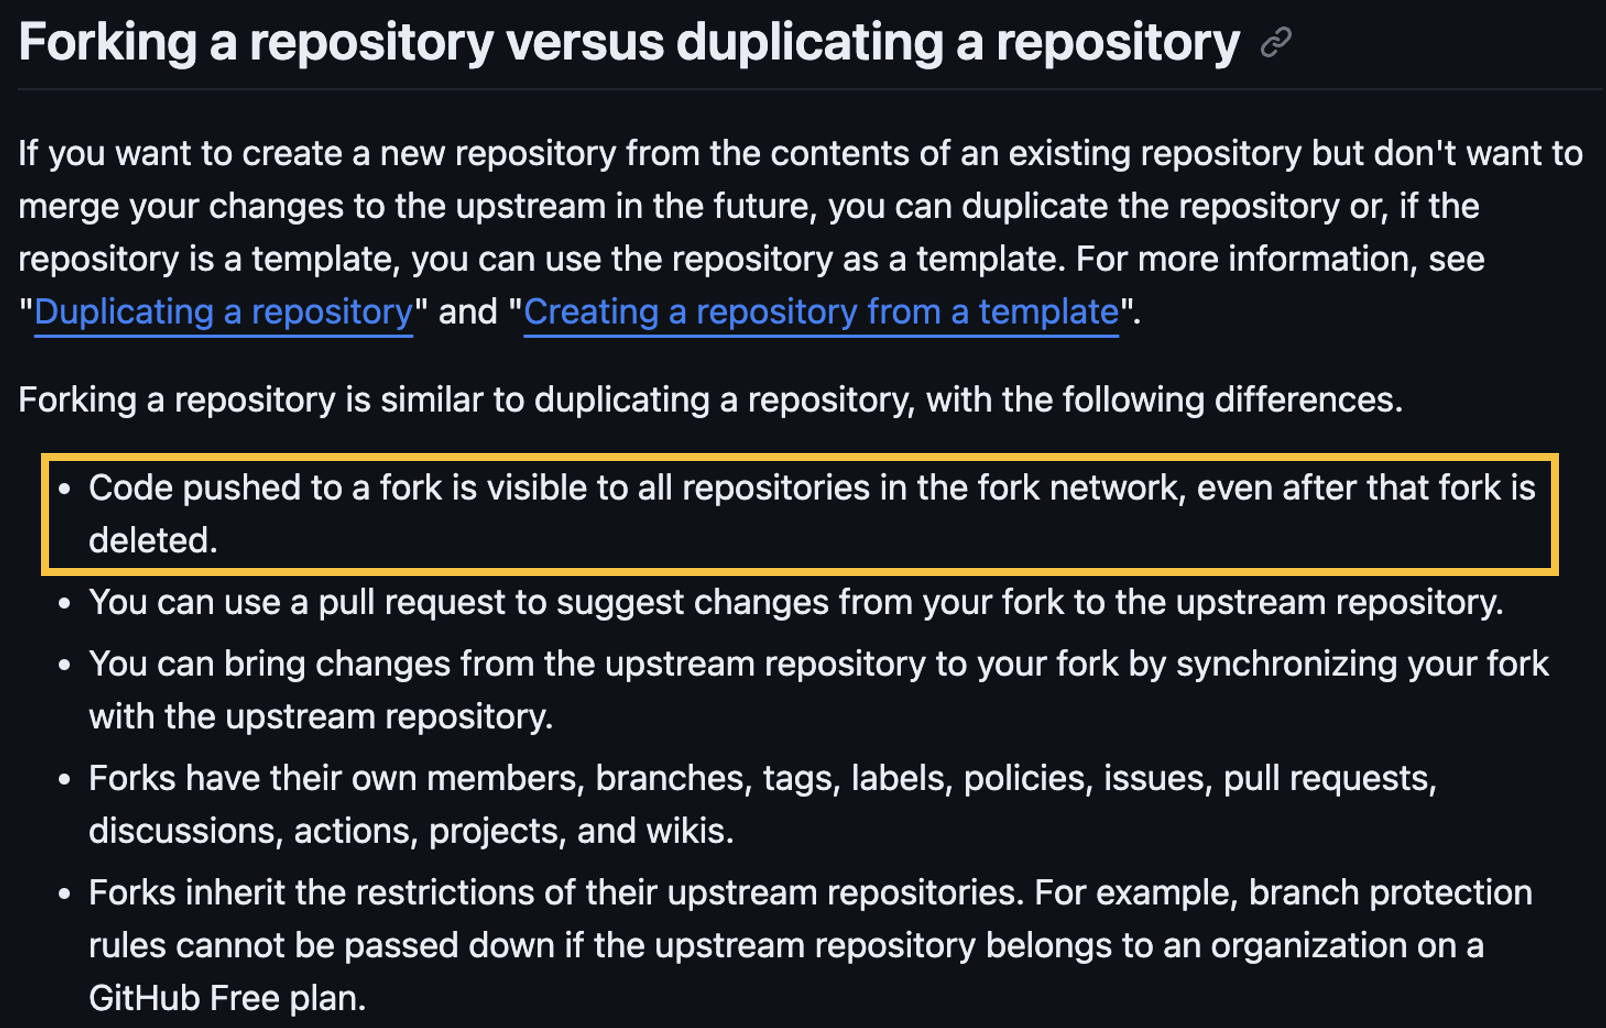 Forking a repository versus duplicating a repository
If you want to create a new repository from the contents of an existing repository but don't want to
merge your changes to the upstream in the future, you can duplicate the repository or, if the
repository is a template, you can use the repository as a template. For more information, see
"Duplicating a repository" and "Creating a repository from a template".
Forking a repository is similar to duplicating a repository, with the following differences.
• Code pushed to a fork is visible to all repositories in the fork network, even after that fork is
deleted.
• You can use a pull request to suggest changes from your fork to the upstream repository.
• You can bring changes from the upstream repository to your fork by synchronizing your fork
with the upstream repository.
• Forks have their own members, branches, tags, labels, policies, issues, pull requests,
discussions, actions, projects, and wikis.
• Forks inherit the restrictions of their upstream repositories. For example, branch protection
rules cannot be passed down if the upstream repository belongs to an organization on a
GitHub Free plan.